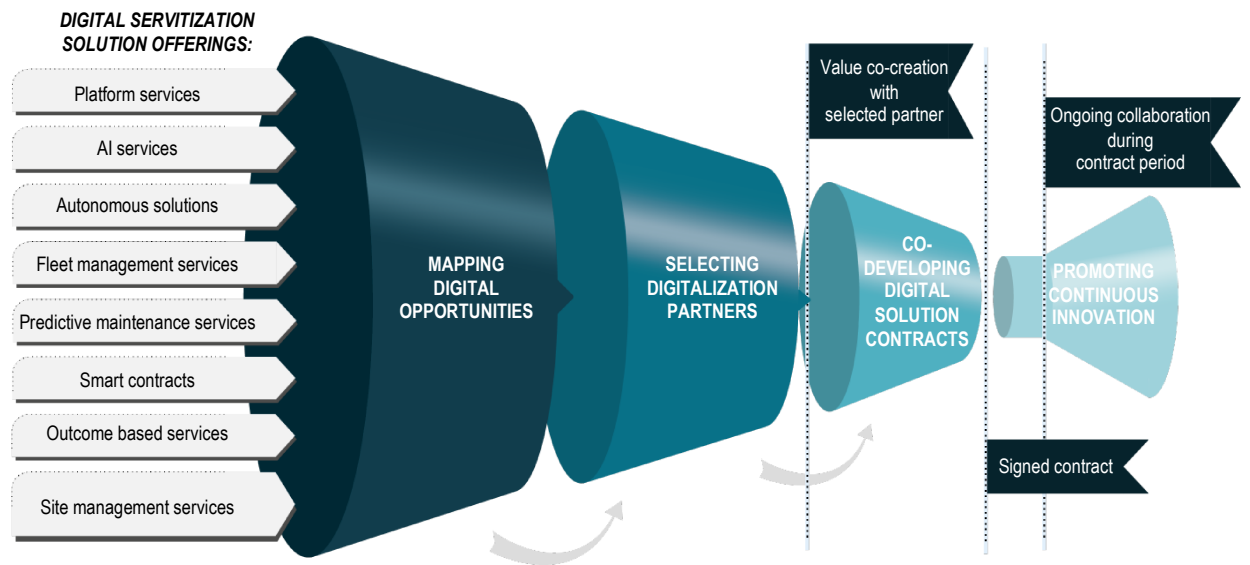 DIGITAL SERVITIZATION
SOLUTION OFFERINGS:
Platform services
AI services
Autonomous solutions
Fleet management services
Predictive maintenance services
Smart contracts
Outcome based services
Site management services
MAPPING
DIGITAL
OPPORTUNITIES
SELECTING
DIGITALIZATION
PARTNERS
Value co-creation
with
selected partner
CO-
DEVELOPING
DIGITAL
SOLUTION
CONTRACTS
Signed contract
Ongoing collaboration
during
contract period
PROMOTING
CONTINUOUS
INNOVATION